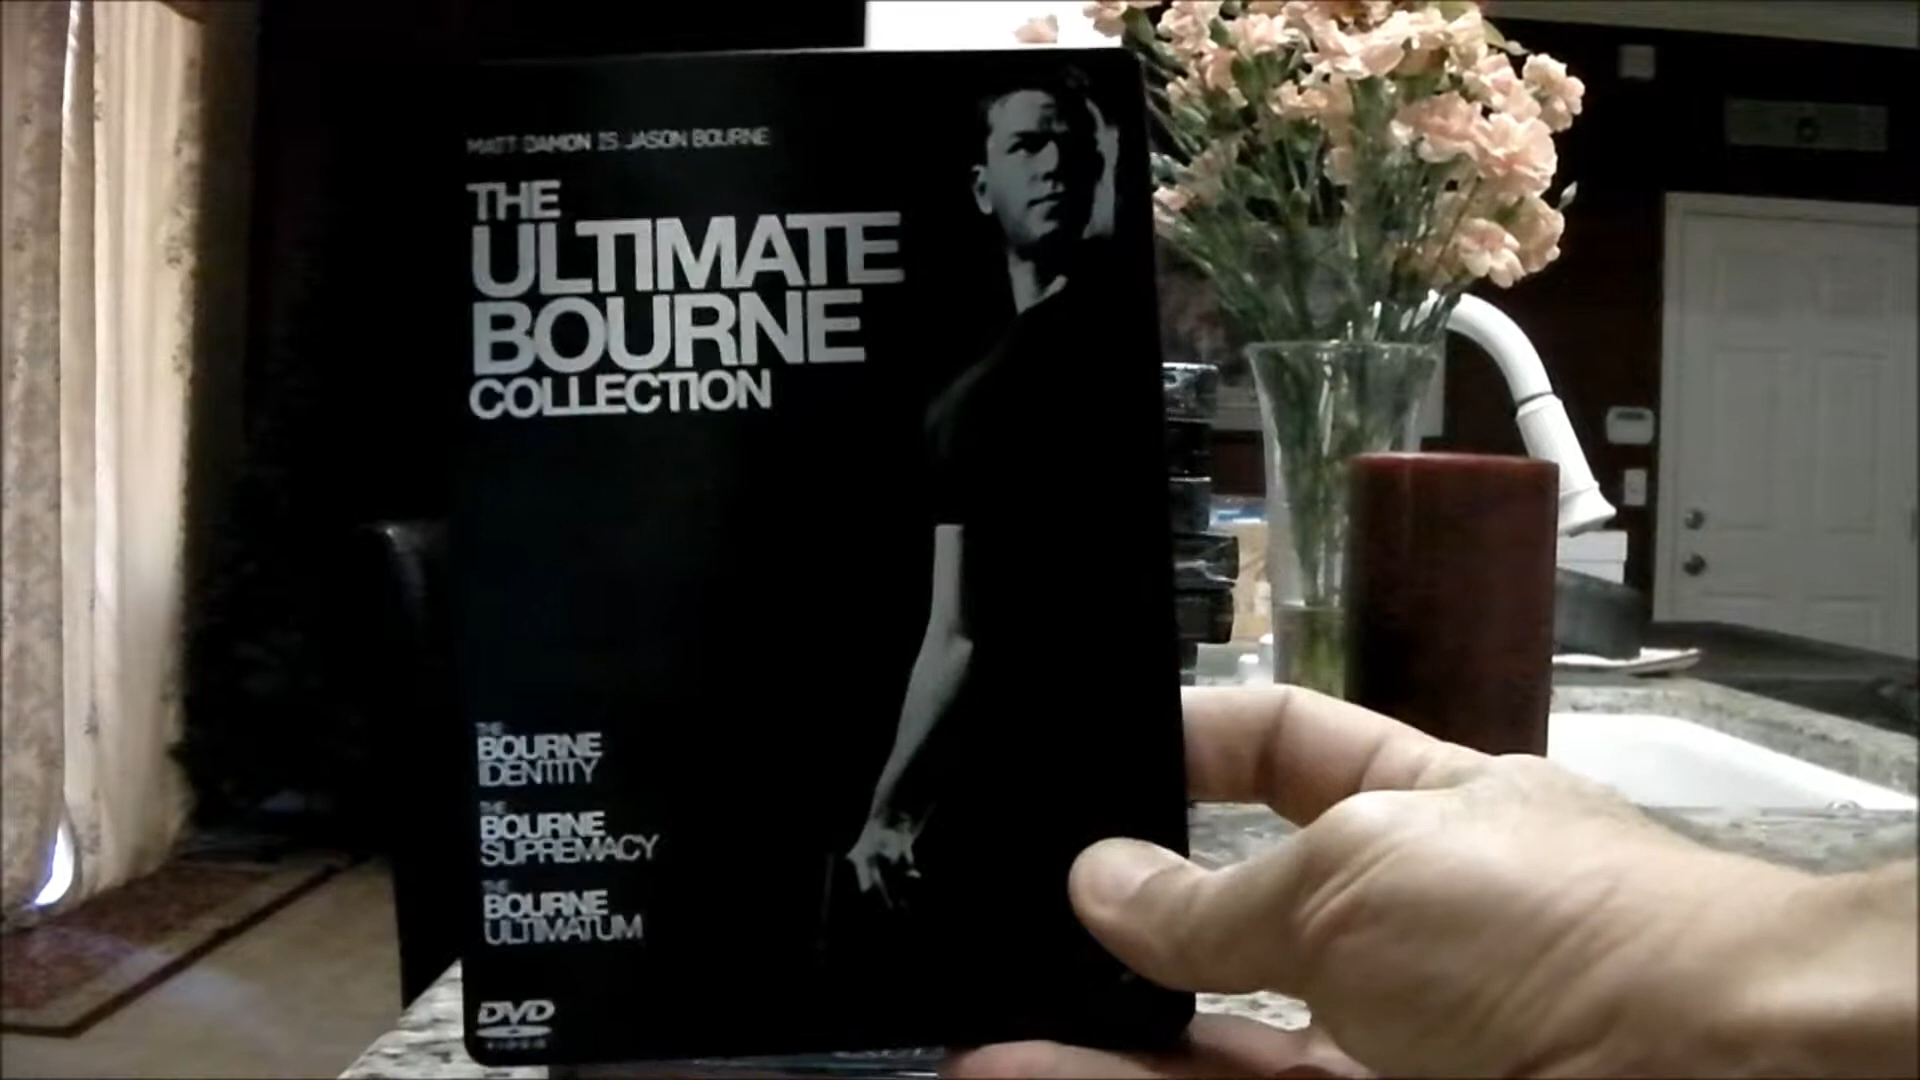 MATT DAMON IS JASON BOURNE
THE
ULTIMATE
BOURNE
COLLECTION
THE
BOURNE
IDENTITY
THE
BOURNE
SUPREMACY
THE
BOURNE
ULTIMATUM
DVD
VIDEO